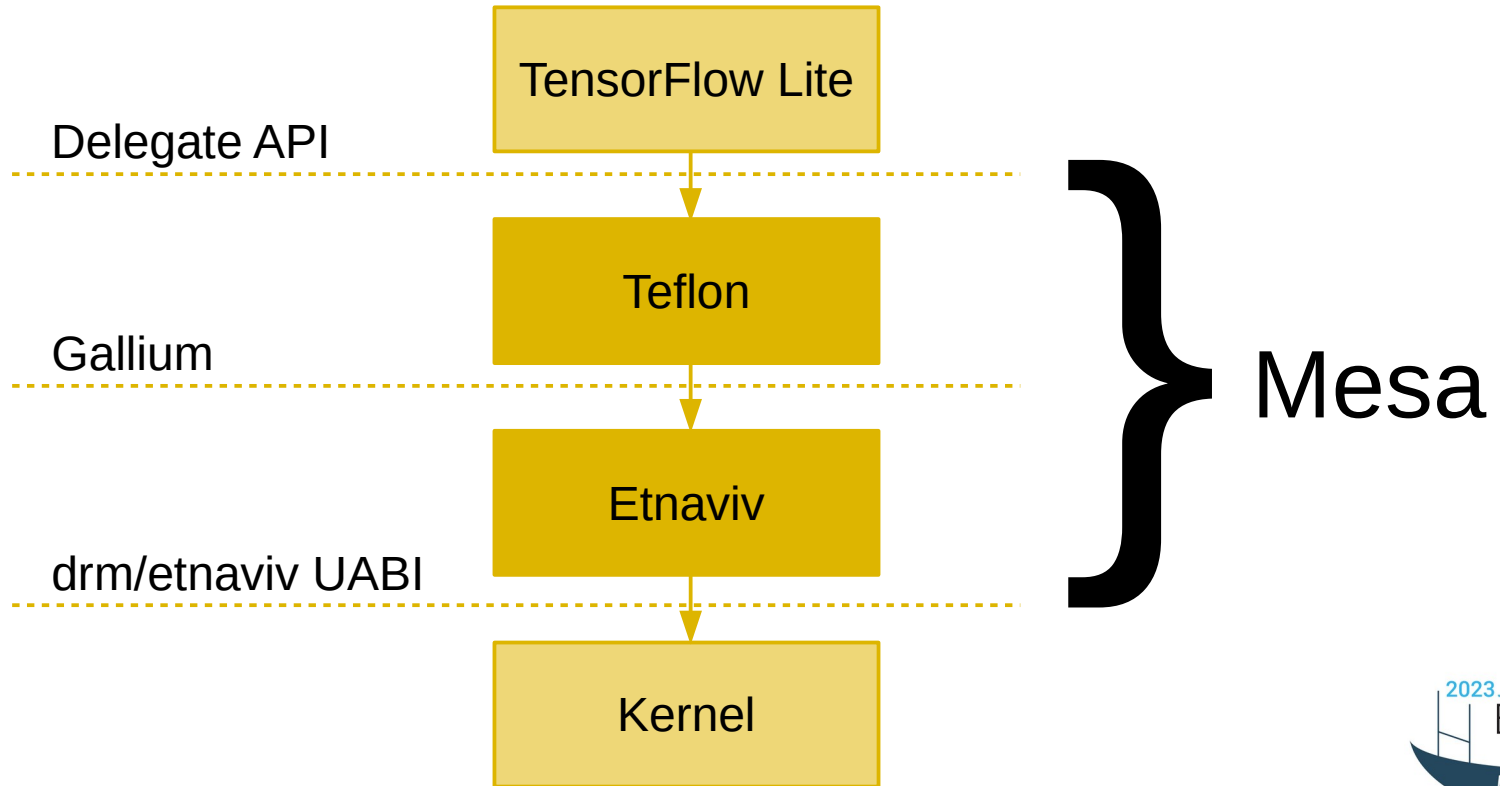 TensorFlow Lite
Delegate API
Teflon
Gallium
Mesa
Etnaviv
drm/etnaviv UABI
Kernel
2023.